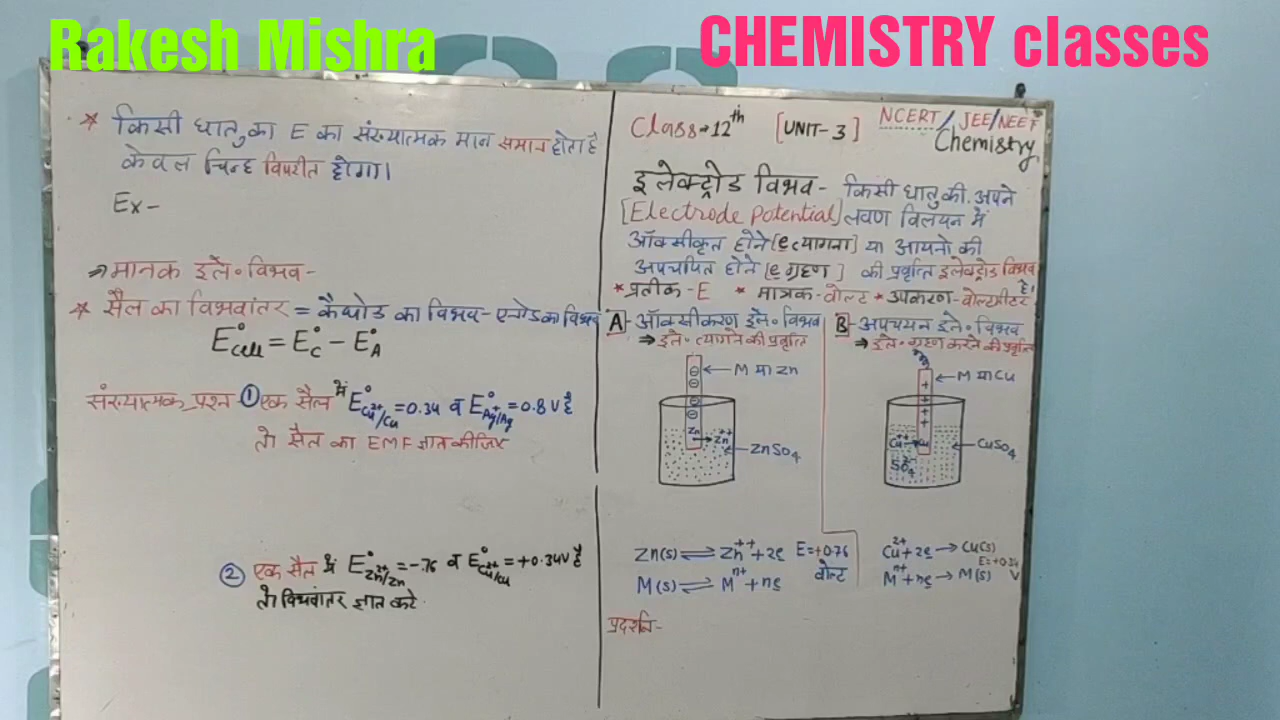 Rakesh Mishra
CHEMISTRY classes
* किसी धातु का E का संख्यात्मक मान समान होता है
केवल चिन्ह विपरीत होगा।
Ex –
⇒ मानक इले॰ विभव -
* सैल का विभवांतर = कैथोड का विभव - एनोड का विभव
E°cell = E°C – E°A
संख्यात्मक प्रश्न - ① एक सैल में E°Cu²⁺/Cu = 0.34 व E°Ag⁺/Ag = 0.8 V है
तो सैल का EMF ज्ञात कीजिए
② एक सैल में E°Zn²⁺/Zn = -.76 व E°Cu²⁺/Cu = +0.34V है
तो विभवांतर ज्ञात करे.
Class → 12th [UNIT-3] NCERT/JEE/NEET
Chemistry
इलेक्ट्रोड विभव - किसी धातु की अपने
[Electrode Potential] लवण विलयन में
ऑक्सीकृत होने [e त्यागना] या आयनो की
अपचयित होने [e ग्रहण] की प्रवृत्ति इलेक्ट्रोड विभव
है।
* प्रतीक - E * मात्रक - वोल्ट * उपकरण - वोल्टमीटर
A - ऑक्सीकरण इले॰ विभव
⇒ इले॰ त्यागने की प्रवृत्ति
M या Zn
Zn → Zn⁺⁺
ZnSO₄
Zn(s) ⇌ Zn⁺⁺ + 2e E = +0.76
वोल्ट
M(s) ⇌ Mⁿ⁺ + ne
B - अपचयन इले॰ विभव
⇒ इले॰ ग्रहण करने की प्रवृत्ति
M या Cu
Cu⁺⁺ → Cu
SO₄²⁻
CuSO₄
Cu²⁺ + 2e → Cu(s)
E = +0.34
V
Mⁿ⁺ + ne → M(s)
प्रदर्शन -